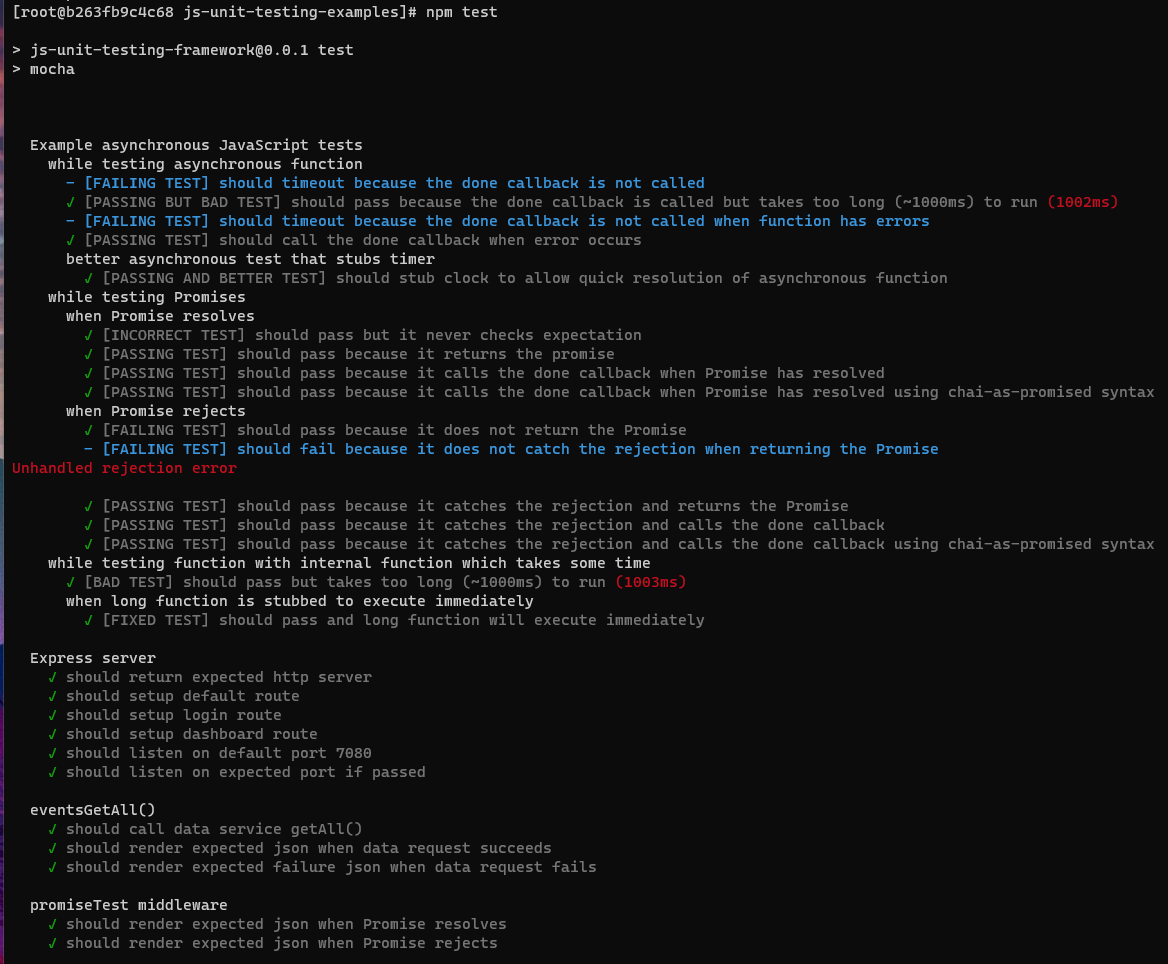 [root@b263fb9c4c68 js-unit-testing-examples]# npm test
> js-unit-testing-framework@0.0.1 test
> mocha
Example asynchronous JavaScript tests
while testing asynchronous function
- [FAILING TEST] should timeout because the done callback is not called
✓ [PASSING BUT BAD TEST] should pass because the done callback is called but takes too long (~1000ms) to run (1002ms)
- [FAILING TEST] should timeout because the done callback is not called when function has errors
✓ [PASSING TEST] should call the done callback when error occurs
better asynchronous test that stubs timer
✓ [PASSING AND BETTER TEST] should stub clock to allow quick resolution of asynchronous function
while testing Promises
when Promise resolves
✓ [INCORRECT TEST] should pass but it never checks expectation
✓ [PASSING TEST] should pass because it returns the promise
✓ [PASSING TEST] should pass because it calls the done callback when Promise has resolved
✓ [PASSING TEST] should pass because it calls the done callback when Promise has resolved using chai-as-promised syntax
when Promise rejects
✓ [FAILING TEST] should pass because it does not return the Promise
- [FAILING TEST] should fail because it does not catch the rejection when returning the Promise
Unhandled rejection error
✓ [PASSING TEST] should pass because it catches the rejection and returns the Promise
✓ [PASSING TEST] should pass because it catches the rejection and calls the done callback
✓ [PASSING TEST] should pass because it catches the rejection and calls the done callback using chai-as-promised syntax
while testing function with internal function which takes some time
✓ [BAD TEST] should pass but takes too long (~1000ms) to run (1003ms)
when long function is stubbed to execute immediately
✓ [FIXED TEST] should pass and long function will execute immediately
Express server
✓ should return expected http server
✓ should setup default route
✓ should setup login route
✓ should setup dashboard route
✓ should listen on default port 7080
✓ should listen on expected port if passed
eventsGetAll()
✓ should call data service getAll()
✓ should render expected json when data request succeeds
✓ should render expected failure json when data request fails
promiseTest middleware
✓ should render expected json when Promise resolves
✓ should render expected json when Promise rejects